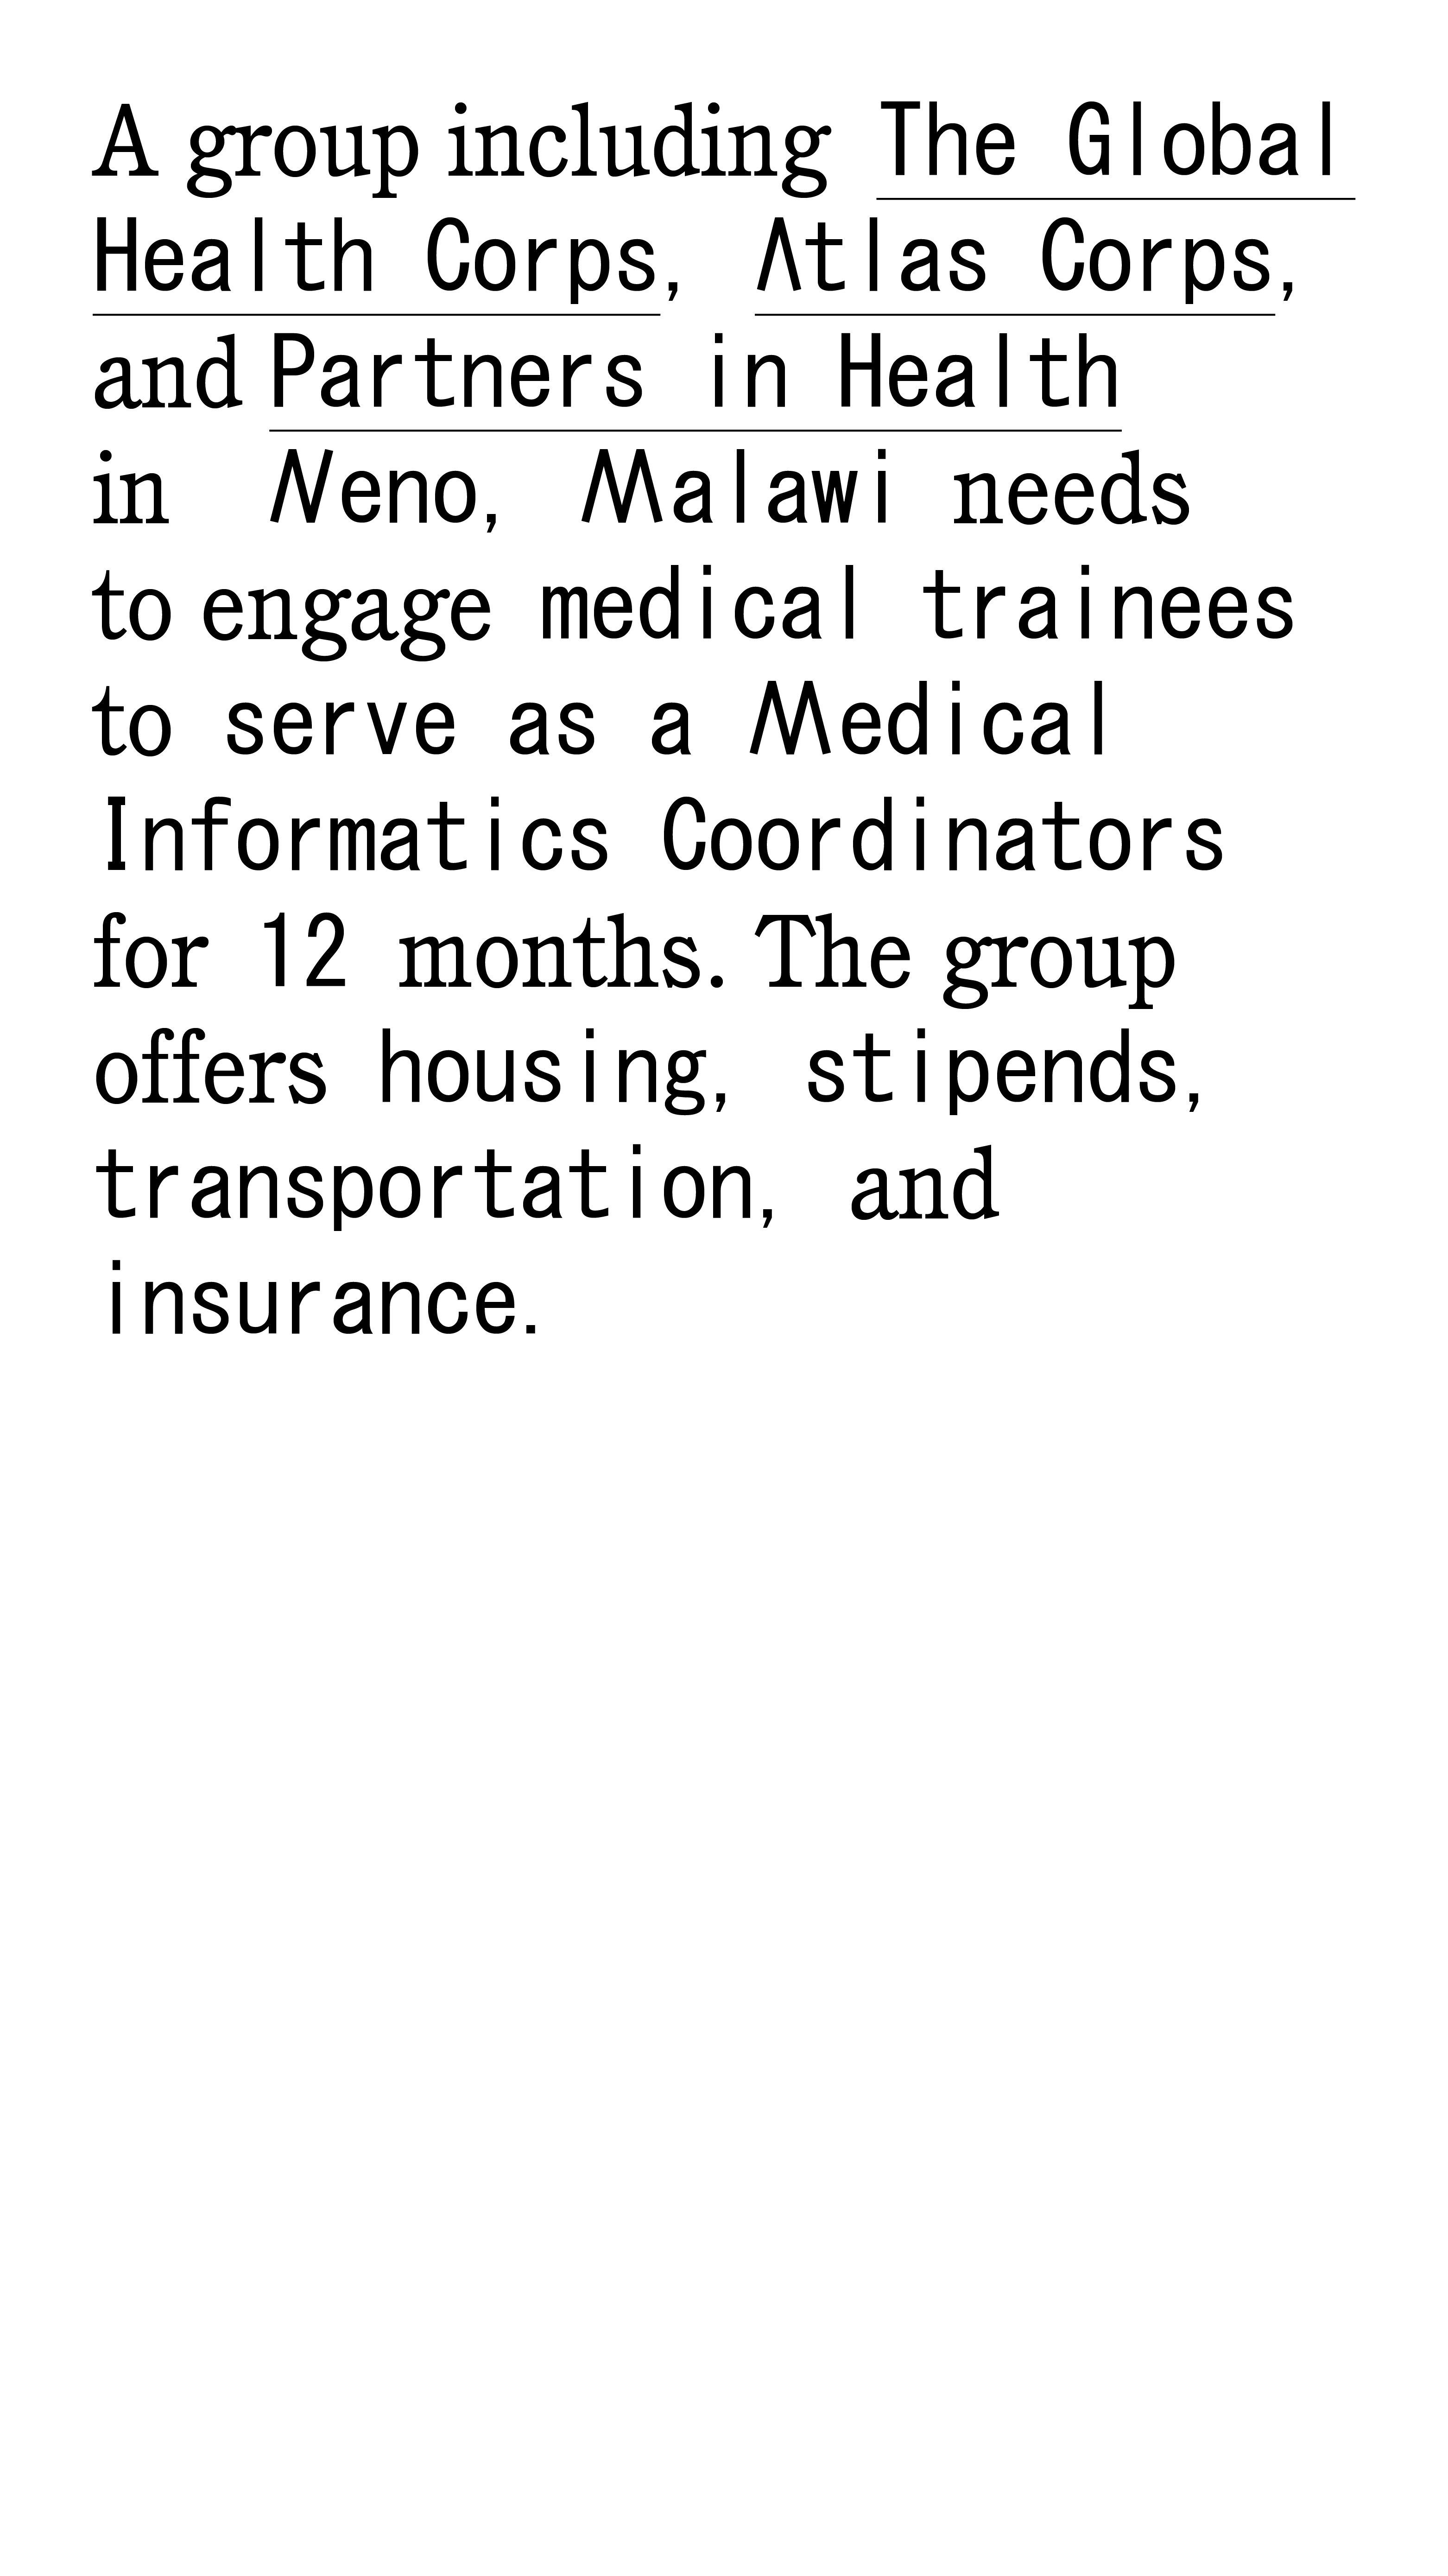 A group including The Global
Health Corps, Atlas Corps,
and Partners in Health
in Neno, Malawi needs
to engage medical trainees
to serve as a Medical
Informatics Coordinators
for 12 months. The group
offers housing, stipends,
transportation, and
insurance.